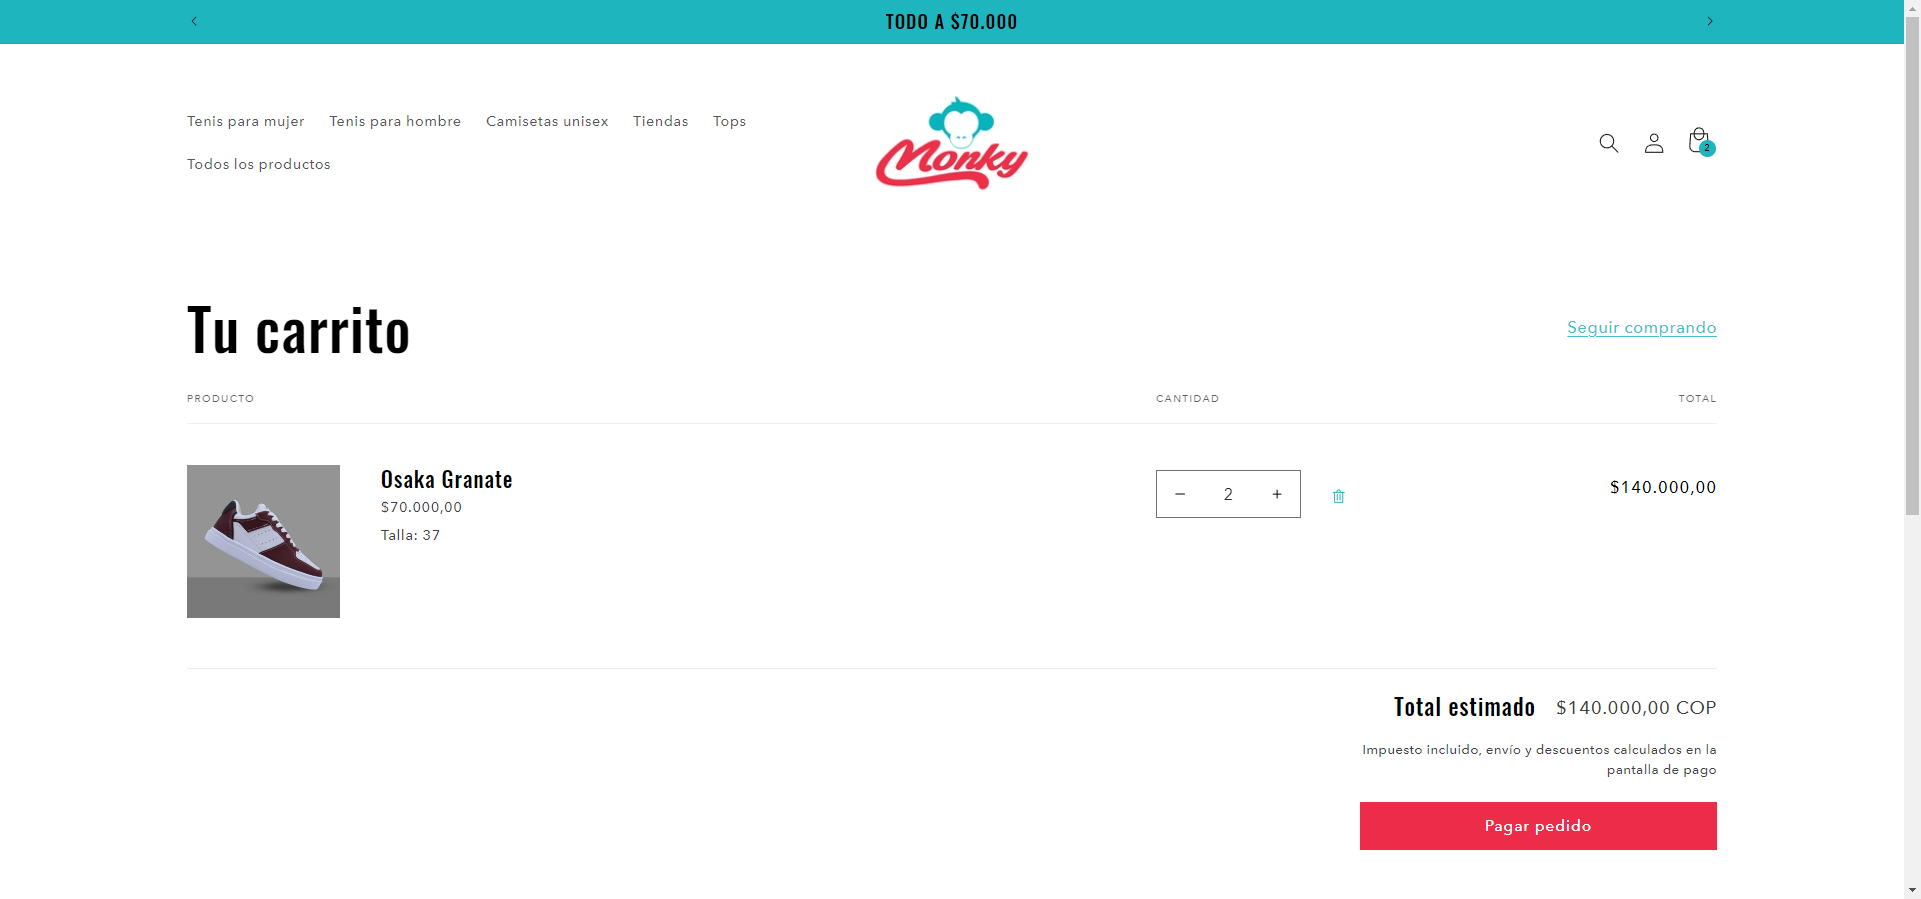 TODO A $70.000
Tenis para mujer Tenis para hombre Camisetas unisex Tiendas Tops
Todos los productos
Monky
2
Tu carrito
Seguir comprando
PRODUCTO CANTIDAD TOTAL
Osaka Granate
$70.000,00
Talla: 37
− 2 +
$140.000,00
Total estimado $140.000,00 COP
Impuesto incluido, envío y descuentos calculados en la
pantalla de pago
Pagar pedido